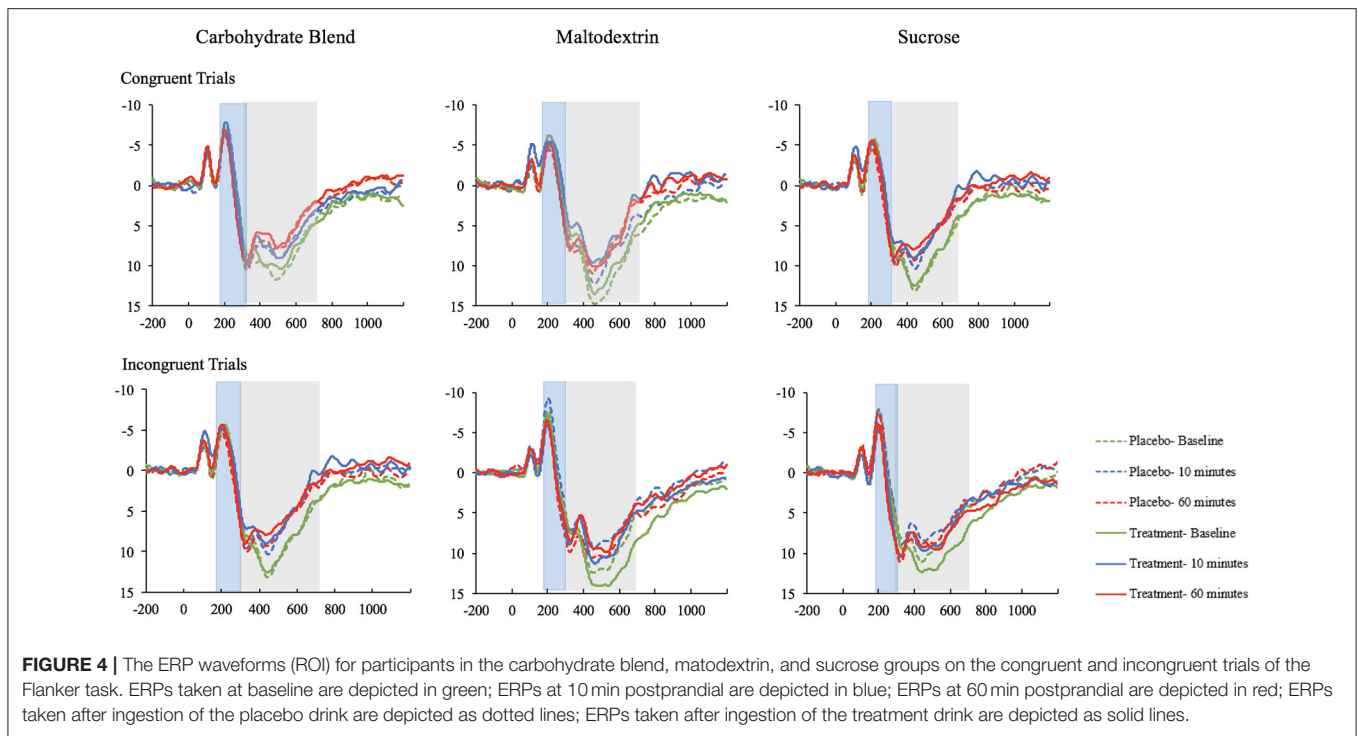 Carbohydrate Blend Maltodextrin Sucrose
Congruent Trials
-10 -10 -10
-5 -5 -5
0 0 0
5 5 5
10 10 10
15 15 15
-200 0 200 400 600 800 1000 -200 0 200 400 600 800 1000 -200 0 200 400 600 800 1000
Incongruent Trials
-10 -10 -10
-5 -5 -5
0 0 0
5 5 5
10 10 10
15 15 15
-200 0 200 400 600 800 1000 -200 0 200 400 600 800 1000 -200 0 200 400 600 800 1000
Placebo- Baseline
Placebo- 10 minutes
Placebo- 60 minutes
Treatment- Baseline
Treatment- 10 minutes
Treatment- 60 minutes
FIGURE 4 | The ERP waveforms (ROI) for participants in the carbohydrate blend, matodextrin, and sucrose groups on the congruent and incongruent trials of the
Flanker task. ERPs taken at baseline are depicted in green; ERPs at 10 min postprandial are depicted in blue; ERPs at 60 min postprandial are depicted in red; ERPs
taken after ingestion of the placebo drink are depicted as dotted lines; ERPs taken after ingestion of the treatment drink are depicted as solid lines.